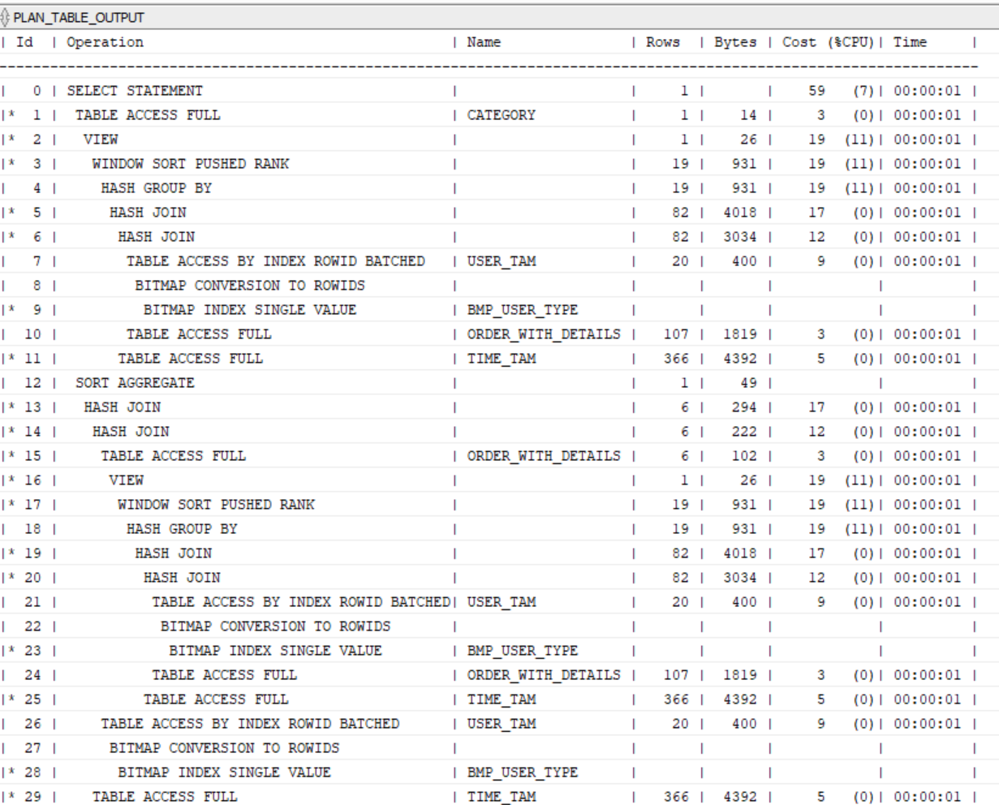 PLAN_TABLE_OUTPUT
| Id  | Operation                                    | Name               | Rows  | Bytes | Cost (%CPU)| Time     |
--------------------------------------------------------------------------------------------------------------------
|   0 | SELECT STATEMENT                             |                    |     1 |       |    59   (7)| 00:00:01 |
|*  1 |  TABLE ACCESS FULL                           | CATEGORY           |     1 |    14 |     3   (0)| 00:00:01 |
|*  2 |   VIEW                                       |                    |     1 |    26 |    19  (11)| 00:00:01 |
|*  3 |    WINDOW SORT PUSHED RANK                   |                    |    19 |   931 |    19  (11)| 00:00:01 |
|   4 |     HASH GROUP BY                            |                    |    19 |   931 |    19  (11)| 00:00:01 |
|*  5 |      HASH JOIN                               |                    |    82 |  4018 |    17   (0)| 00:00:01 |
|*  6 |       HASH JOIN                              |                    |    82 |  3034 |    12   (0)| 00:00:01 |
|   7 |        TABLE ACCESS BY INDEX ROWID BATCHED   | USER_TAM           |    20 |   400 |     9   (0)| 00:00:01 |
|   8 |         BITMAP CONVERSION TO ROWIDS          |                    |       |       |            |          |
|*  9 |          BITMAP INDEX SINGLE VALUE           | BMP_USER_TYPE      |       |       |            |          |
|  10 |        TABLE ACCESS FULL                     | ORDER_WITH_DETAILS |   107 |  1819 |     3   (0)| 00:00:01 |
|* 11 |       TABLE ACCESS FULL                      | TIME_TAM           |   366 |  4392 |     5   (0)| 00:00:01 |
|  12 |  SORT AGGREGATE                              |                    |     1 |    49 |            |          |
|* 13 |   HASH JOIN                                  |                    |     6 |   294 |    17   (0)| 00:00:01 |
|* 14 |    HASH JOIN                                 |                    |     6 |   222 |    12   (0)| 00:00:01 |
|* 15 |     TABLE ACCESS FULL                        | ORDER_WITH_DETAILS |     6 |   102 |     3   (0)| 00:00:01 |
|* 16 |      VIEW                                    |                    |     1 |    26 |    19  (11)| 00:00:01 |
|* 17 |       WINDOW SORT PUSHED RANK                |                    |    19 |   931 |    19  (11)| 00:00:01 |
|  18 |        HASH GROUP BY                         |                    |    19 |   931 |    19  (11)| 00:00:01 |
|* 19 |         HASH JOIN                            |                    |    82 |  4018 |    17   (0)| 00:00:01 |
|* 20 |          HASH JOIN                           |                    |    82 |  3034 |    12   (0)| 00:00:01 |
|  21 |           TABLE ACCESS BY INDEX ROWID BATCHED| USER_TAM           |    20 |   400 |     9   (0)| 00:00:01 |
|  22 |            BITMAP CONVERSION TO ROWIDS       |                    |       |       |            |          |
|* 23 |             BITMAP INDEX SINGLE VALUE        | BMP_USER_TYPE      |       |       |            |          |
|  24 |           TABLE ACCESS FULL                  | ORDER_WITH_DETAILS |   107 |  1819 |     3   (0)| 00:00:01 |
|* 25 |          TABLE ACCESS FULL                   | TIME_TAM           |   366 |  4392 |     5   (0)| 00:00:01 |
|  26 |     TABLE ACCESS BY INDEX ROWID BATCHED      | USER_TAM           |    20 |   400 |     9   (0)| 00:00:01 |
|  27 |      BITMAP CONVERSION TO ROWIDS             |                    |       |       |            |          |
|* 28 |       BITMAP INDEX SINGLE VALUE              | BMP_USER_TYPE      |       |       |            |          |
|* 29 |    TABLE ACCESS FULL                         | TIME_TAM           |   366 |  4392 |     5   (0)| 00:00:01 |